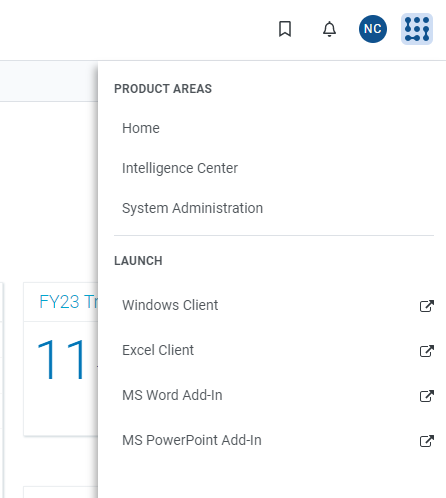 NC
PRODUCT AREAS
Home
Intelligence Center
System Administration
LAUNCH
Windows Client
FY23
Excel Client
11
MS Word Add-In
MS PowerPoint Add-In